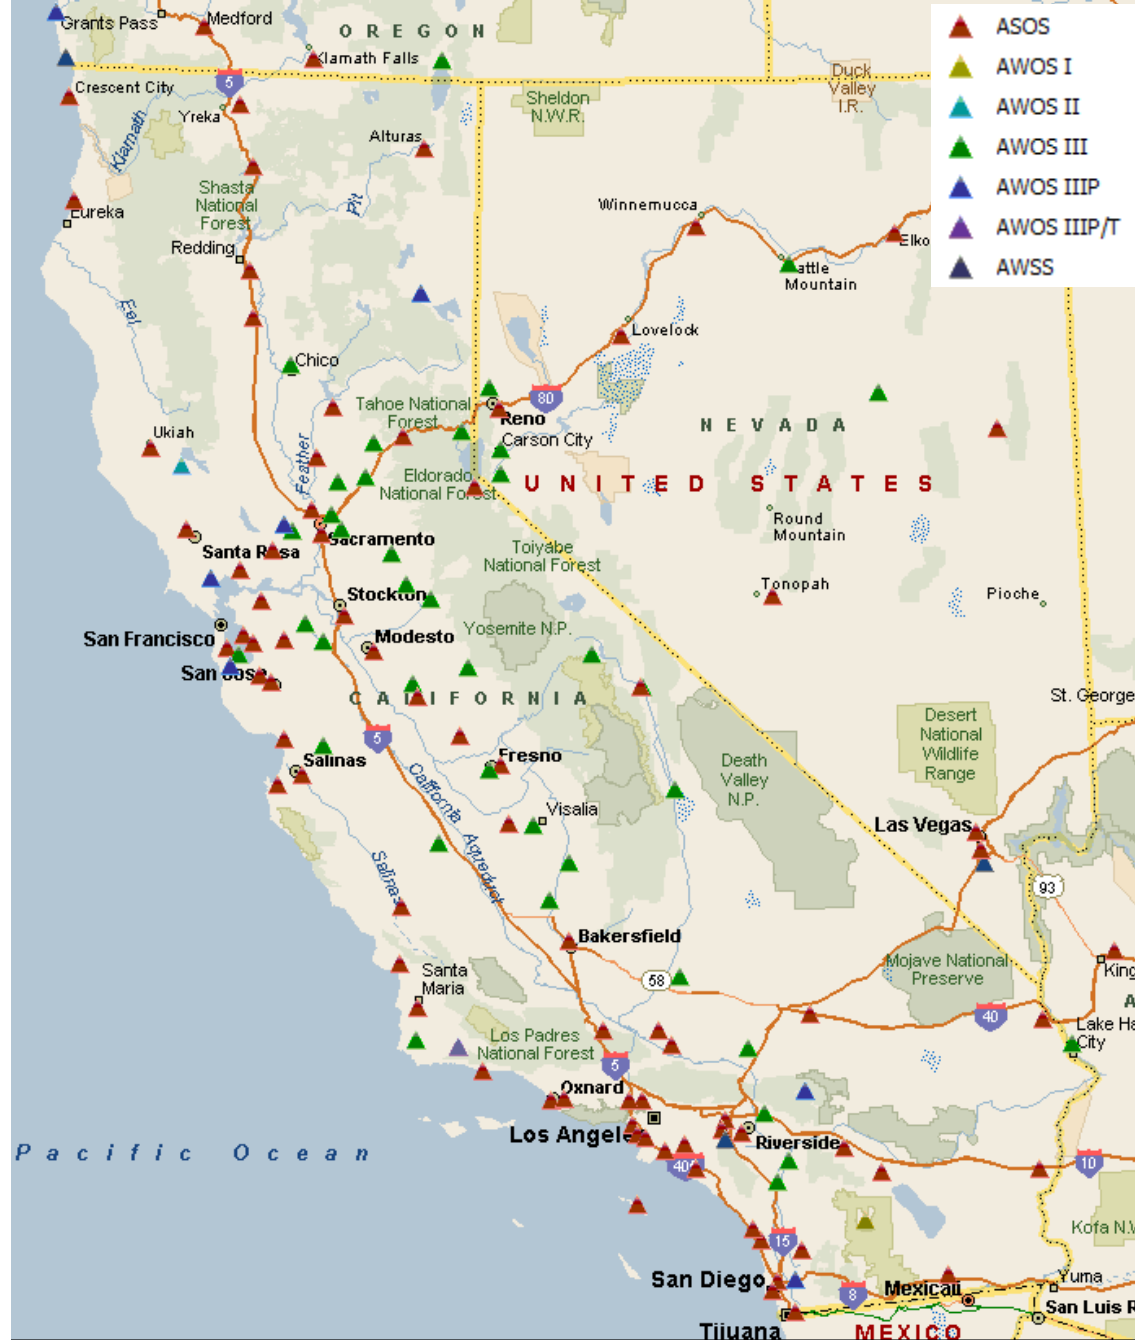 ASOS
AWOS I
AWOS II
AWOS III
AWOS IIIP
AWOS IIIP/T
AWSS
Grants Pass
Medford
OREGON
Klamath Falls
Crescent City
5
Yreka
Klamath
Alturas
Sheldon
N.W.R.
Duck
Valley
I.R.
Shasta
National
Forest
Pit
Eureka
Redding
Winnemucca
Elko
Battle
Mountain
Eel
Lovelock
Chico
80
Tahoe National
Forest
Reno
Carson City
NEVADA
Ukiah
Feather
Eldorado
National Forest
UNITED STATES
Round
Mountain
Santa Rosa
Sacramento
Toiyabe
National Forest
Tonopah
Pioche
Stockton
San Francisco
Modesto
Yosemite N.P.
San Jose
CALIFORNIA
St. George
Desert
National
Wildlife
Range
5
Salinas
Fresno
Death
Valley
N.P.
California Aqueduct
Visalia
Las Vegas
Salinas
93
Bakersfield
Santa
Maria
58
Mojave National
Preserve
King
A
40
Lake Ha
City
Los Padres
National Forest
5
Oxnard
Los Angele
Riverside
Pacific Ocean
405
10
Kofa N.W
15
San Diego
8
Mexicali
Yuma
San Luis R
Tijuana
MEXICO